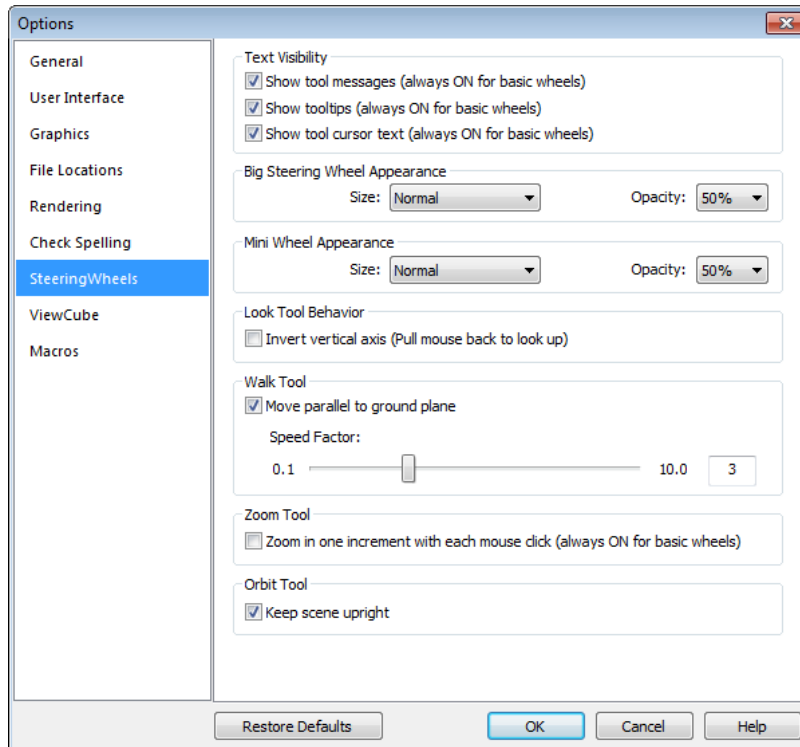 Options
General
User Interface
Graphics
File Locations
Rendering
Check Spelling
SteeringWheels
ViewCube
Macros
Text Visibility
Show tool messages (always ON for basic wheels)
Show tooltips (always ON for basic wheels)
Show tool cursor text (always ON for basic wheels)
Big Steering Wheel Appearance
Size: Normal Opacity: 50%
Mini Wheel Appearance
Size: Normal Opacity: 50%
Look Tool Behavior
Invert vertical axis (Pull mouse back to look up)
Walk Tool
Move parallel to ground plane
Speed Factor:
0.1 10.0 3
Zoom Tool
Zoom in one increment with each mouse click (always ON for basic wheels)
Orbit Tool
Keep scene upright
Restore Defaults OK Cancel Help